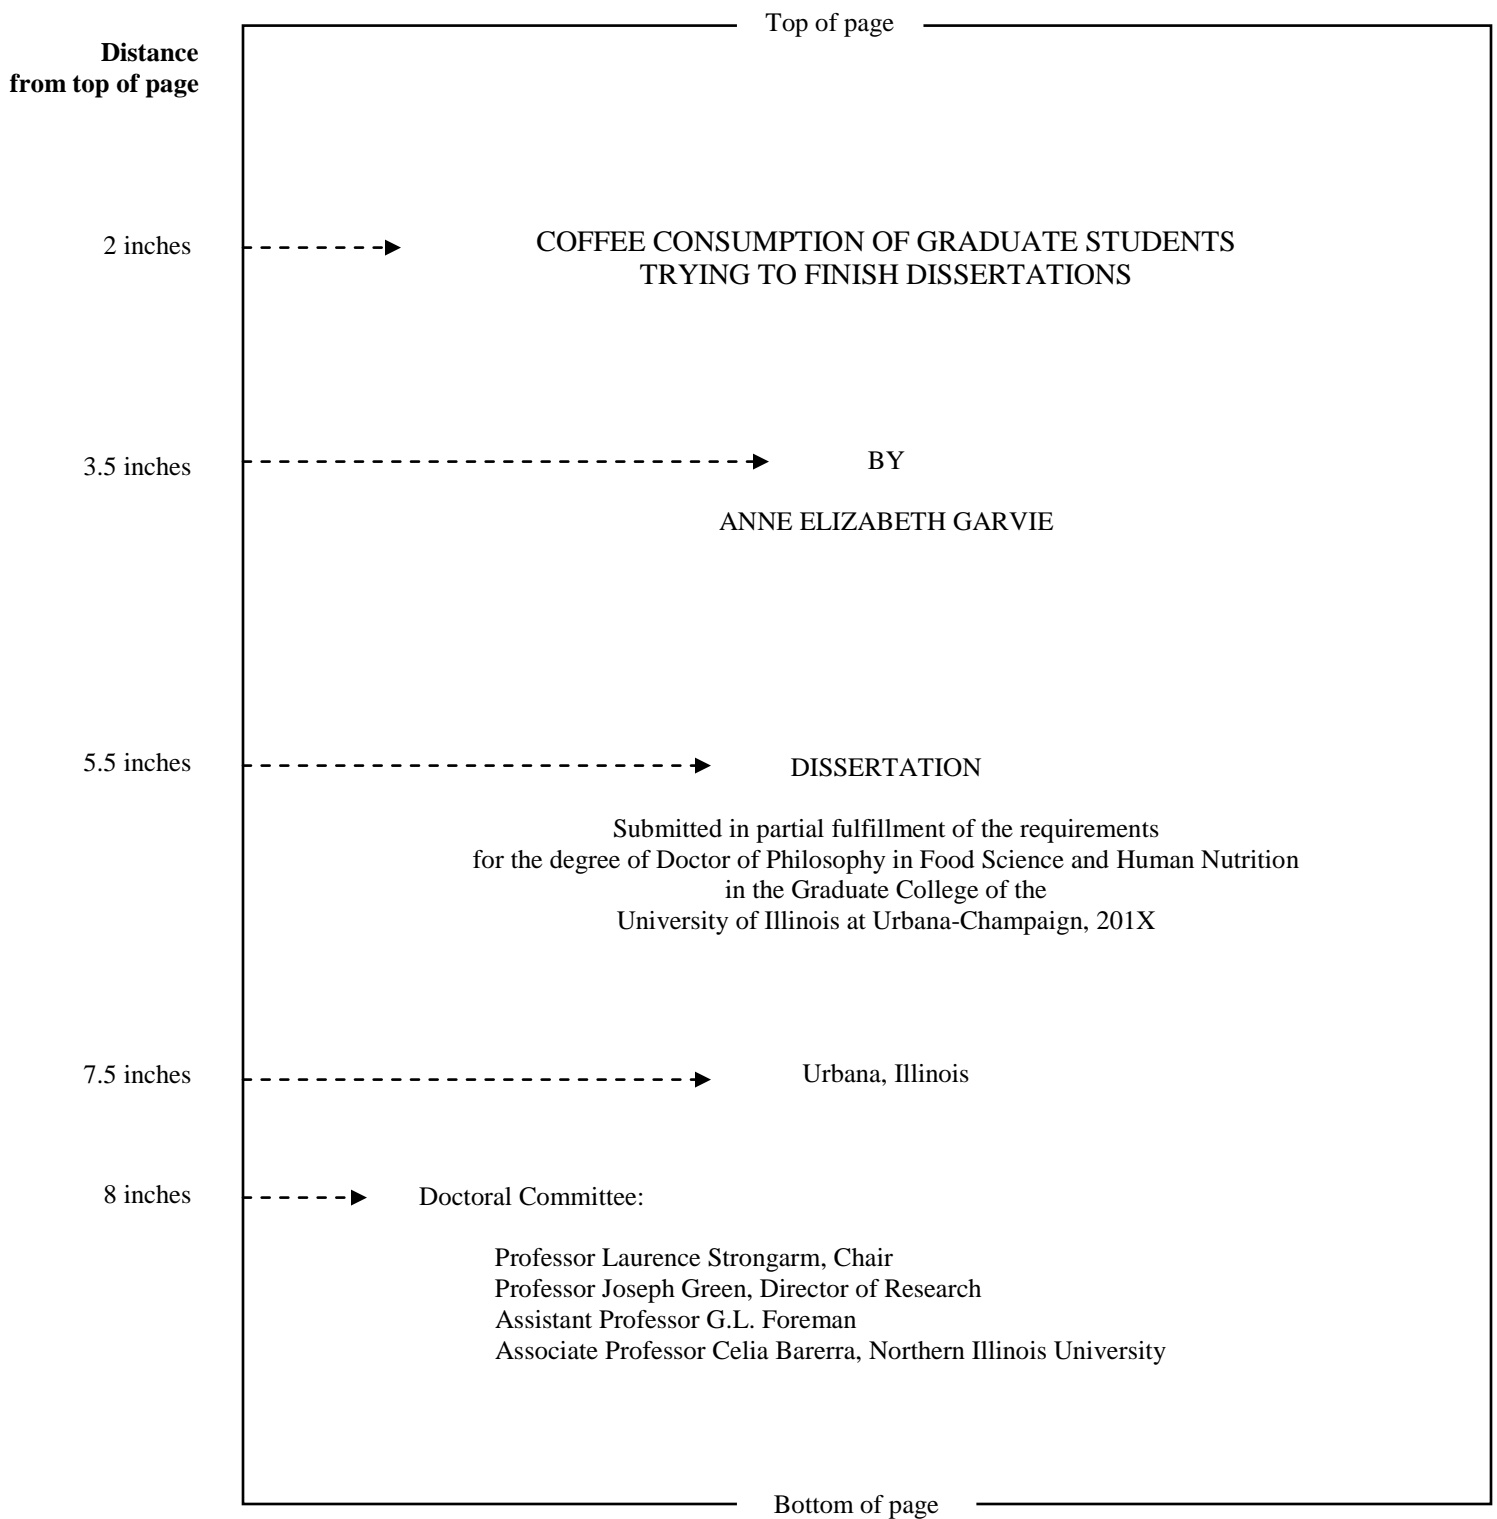 Top of page
Distance
from top of page
2 inches
COFFEE CONSUMPTION OF GRADUATE STUDENTS
TRYING TO FINISH DISSERTATIONS
3.5 inches
BY
ANNE ELIZABETH GARVIE
5.5 inches
DISSERTATION
Submitted in partial fulfillment of the requirements
for the degree of Doctor of Philosophy in Food Science and Human Nutrition
in the Graduate College of the
University of Illinois at Urbana-Champaign, 201X
7.5 inches
Urbana, Illinois
8 inches
Doctoral Committee:
Professor Laurence Strongarm, Chair
Professor Joseph Green, Director of Research
Assistant Professor G.L. Foreman
Associate Professor Celia Barerra, Northern Illinois University
Bottom of page